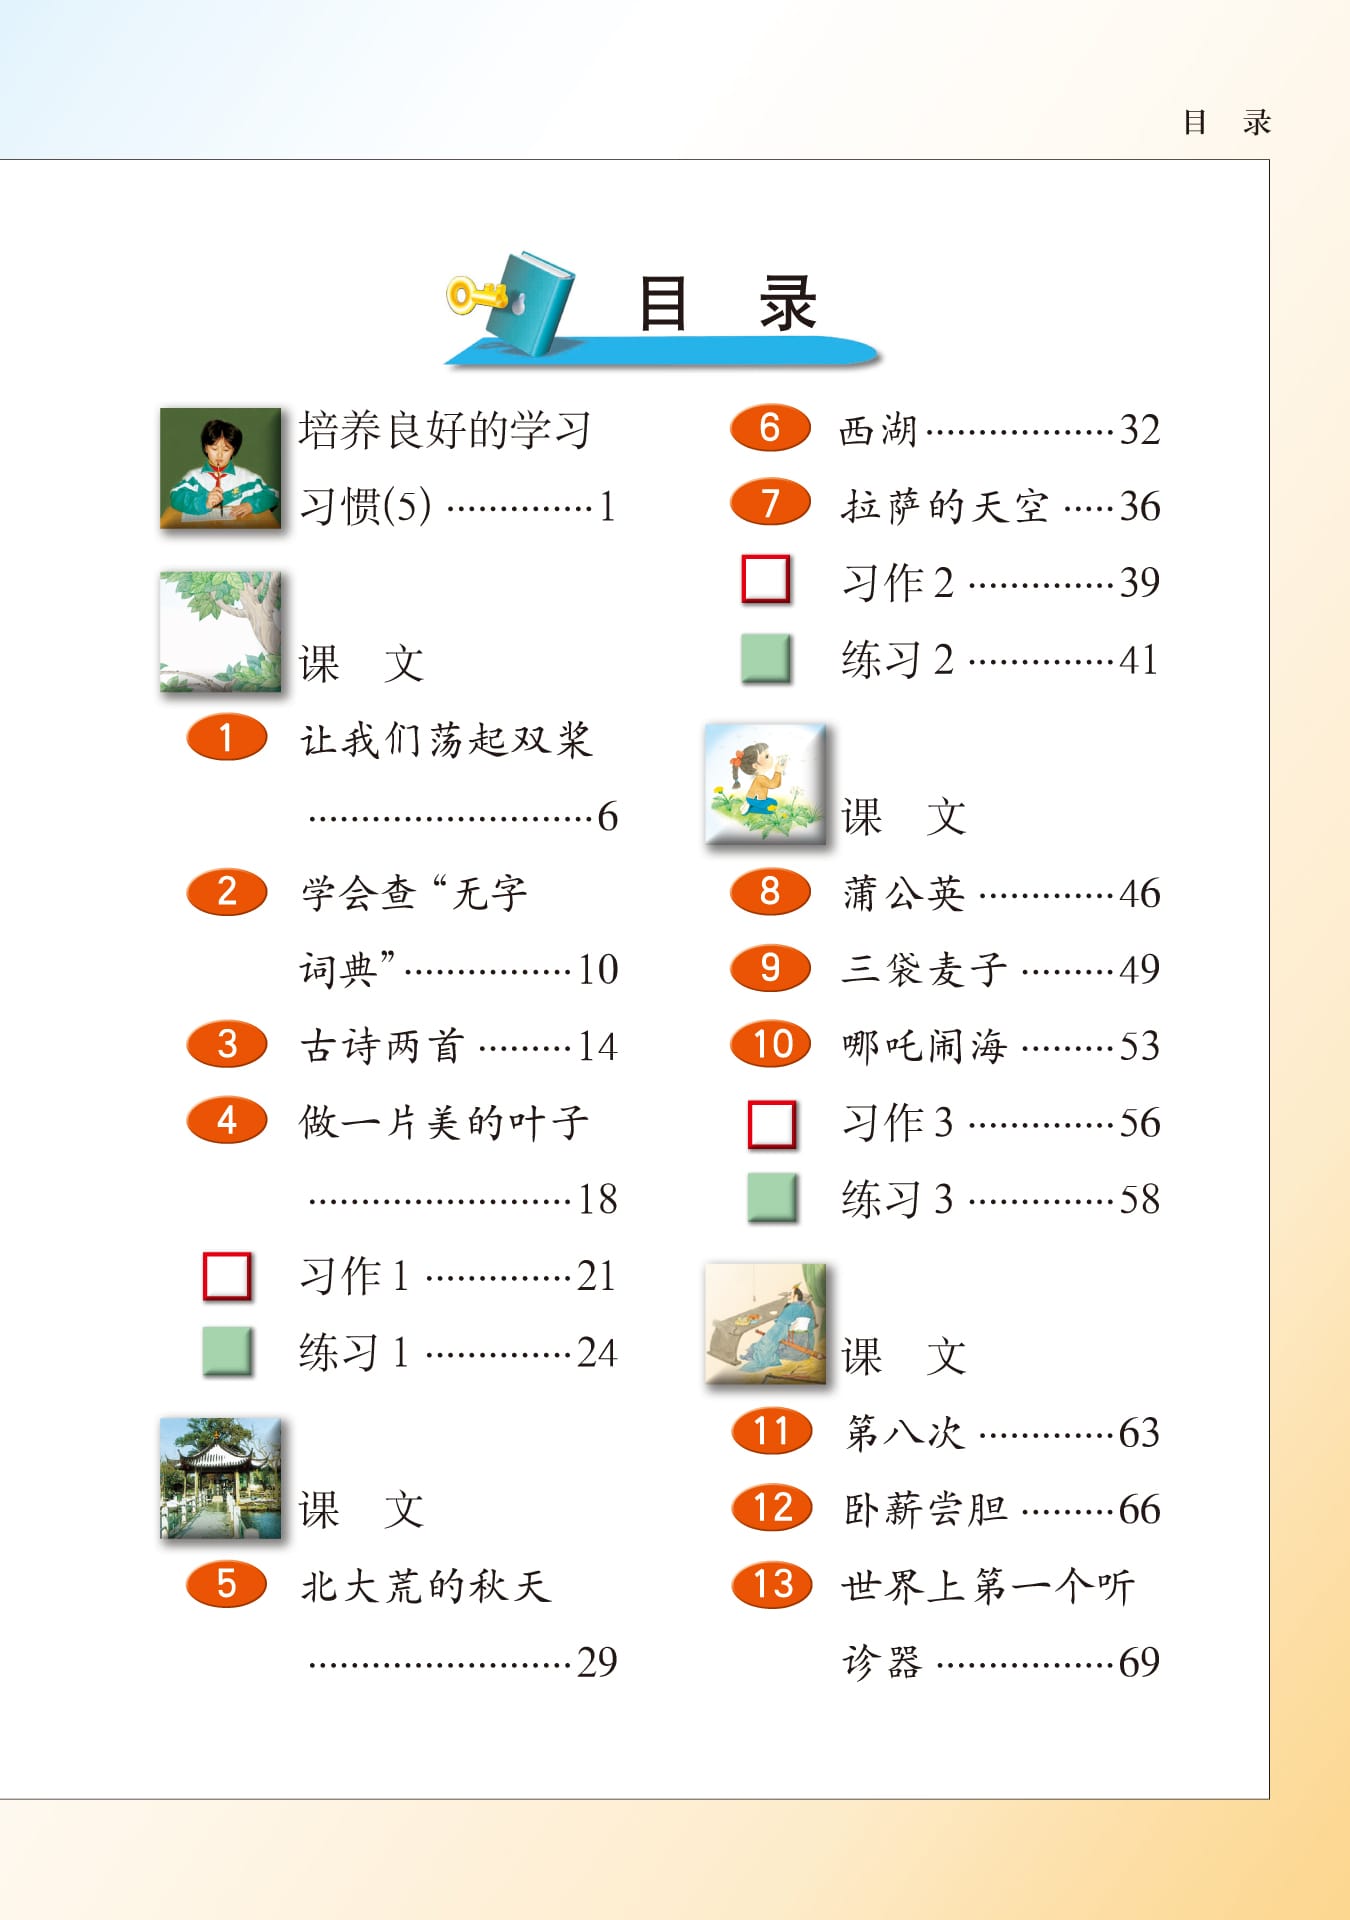 目 录
目 录
培养良好的学习
习惯(5) ··············1
课 文
1 让我们荡起双桨
···························6
2 学会查“无字
词典”················10
3 古诗两首 ·········14
4 做一片美的叶子
·························18
习作 1 ··············21
练习 1 ··············24
课 文
5 北大荒的秋天
·························29
6 西湖··················32
7 拉萨的天空 ·····36
习作 2 ··············39
练习 2 ··············41
课 文
8 蒲公英 ·············46
9 三袋麦子 ·········49
10 哪吒闹海 ·········53
习作 3 ··············56
练习 3 ··············58
课 文
11 第八次 ·············63
12 卧薪尝胆 ·········66
13 世界上第一个听
诊器 ·················69